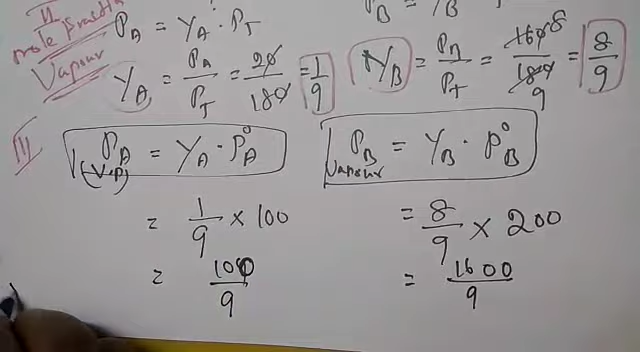 II
mole fraction
Vapour
P_A = Y_A · P_T
P_B = Y_B
Y_A = P_A / P_T = 20 / 180 = 1/9
Y_B = P_B / P_T = 160 8 / 180 9 = 8/9
III
P_A (V.P) = Y_A · P°_A
= 1/9 × 100
= 100/9
P_B Vapour = Y_B · P°_B
= 8/9 × 200
= 1600/9